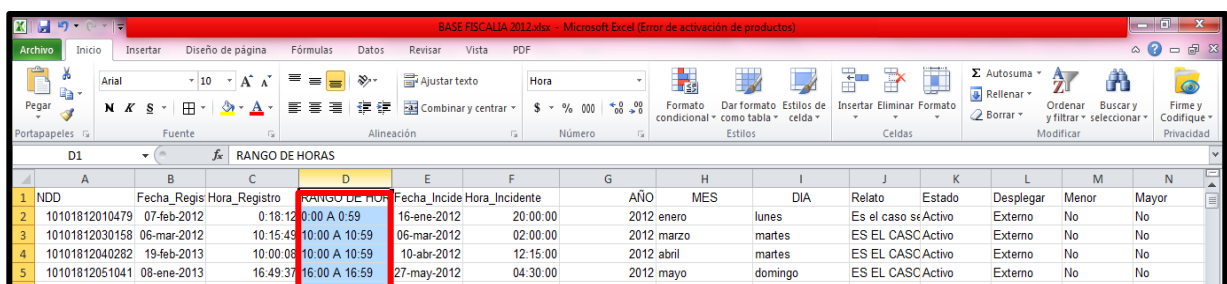 BASE FISCALIA 2012.xlsx - Microsoft Excel (Error de activación de productos)
Archivo Inicio Insertar Diseño de página Fórmulas Datos Revisar Vista PDF
Pegar
Arial 10 A A
N K S
Ajustar texto
Combinar y centrar
Hora
$ % 000
Formato condicional Dar formato como tabla Estilos de celda
Insertar Eliminar Formato
Σ Autosuma
Rellenar
Borrar
Ordenar y filtrar Buscar y seleccionar
Firme y Codifique
Portapapeles Fuente Alineación Número Estilos Celdas Modificar Privacidad
D1 fx RANGO DE HORAS
A B C D E F G H I J K L M N
1 NDD Fecha_Regist Hora_Registro RANGO DE HOR Fecha_Incide Hora_Incidente AÑO MES DIA Relato Estado Desplegar Menor Mayor
2 10101812010479 07-feb-2012 0:18:12 0:00 A 0:59 16-ene-2012 20:00:00 2012 enero lunes Es el caso se Activo Externo No No
3 10101812030158 06-mar-2012 10:15:49 10:00 A 10:59 06-mar-2012 02:00:00 2012 marzo martes ES EL CASO Activo Externo No No
4 10101812040282 19-feb-2013 10:00:08 10:00 A 10:59 10-abr-2012 12:15:00 2012 abril martes ES EL CASO Activo Externo No No
5 10101812051041 08-ene-2013 16:49:37 16:00 A 16:59 27-may-2012 04:30:00 2012 mayo domingo ES EL CASO Activo Externo No No